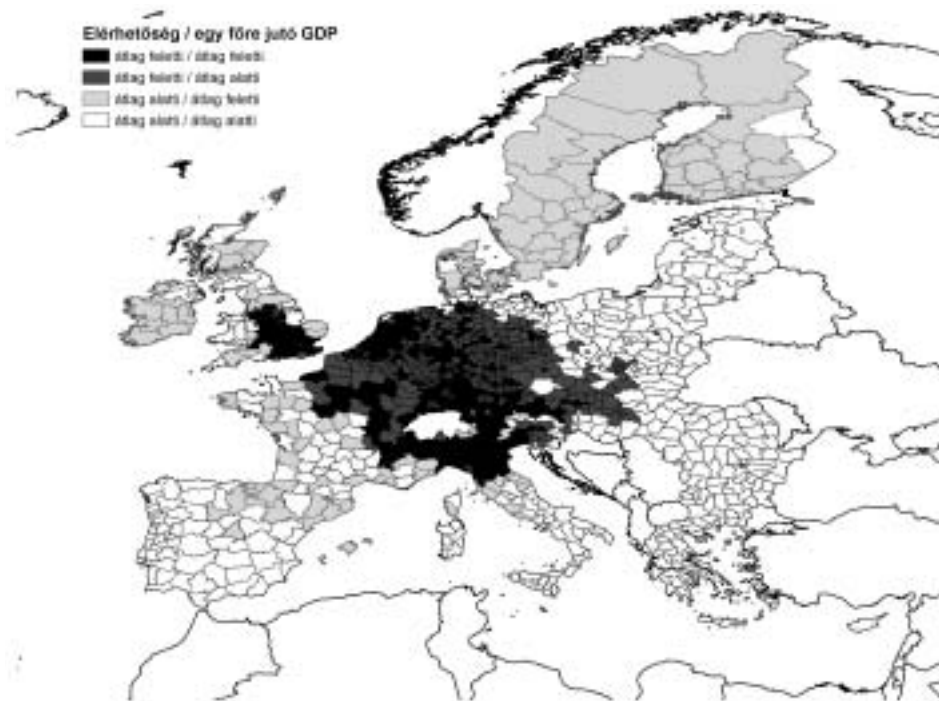 Elérhetőség / egy főre jutó GDP
átlag feletti / átlag feletti
átlag feletti / átlag alatti
átlag alatti / átlag feletti
átlag alatti / átlag alatti